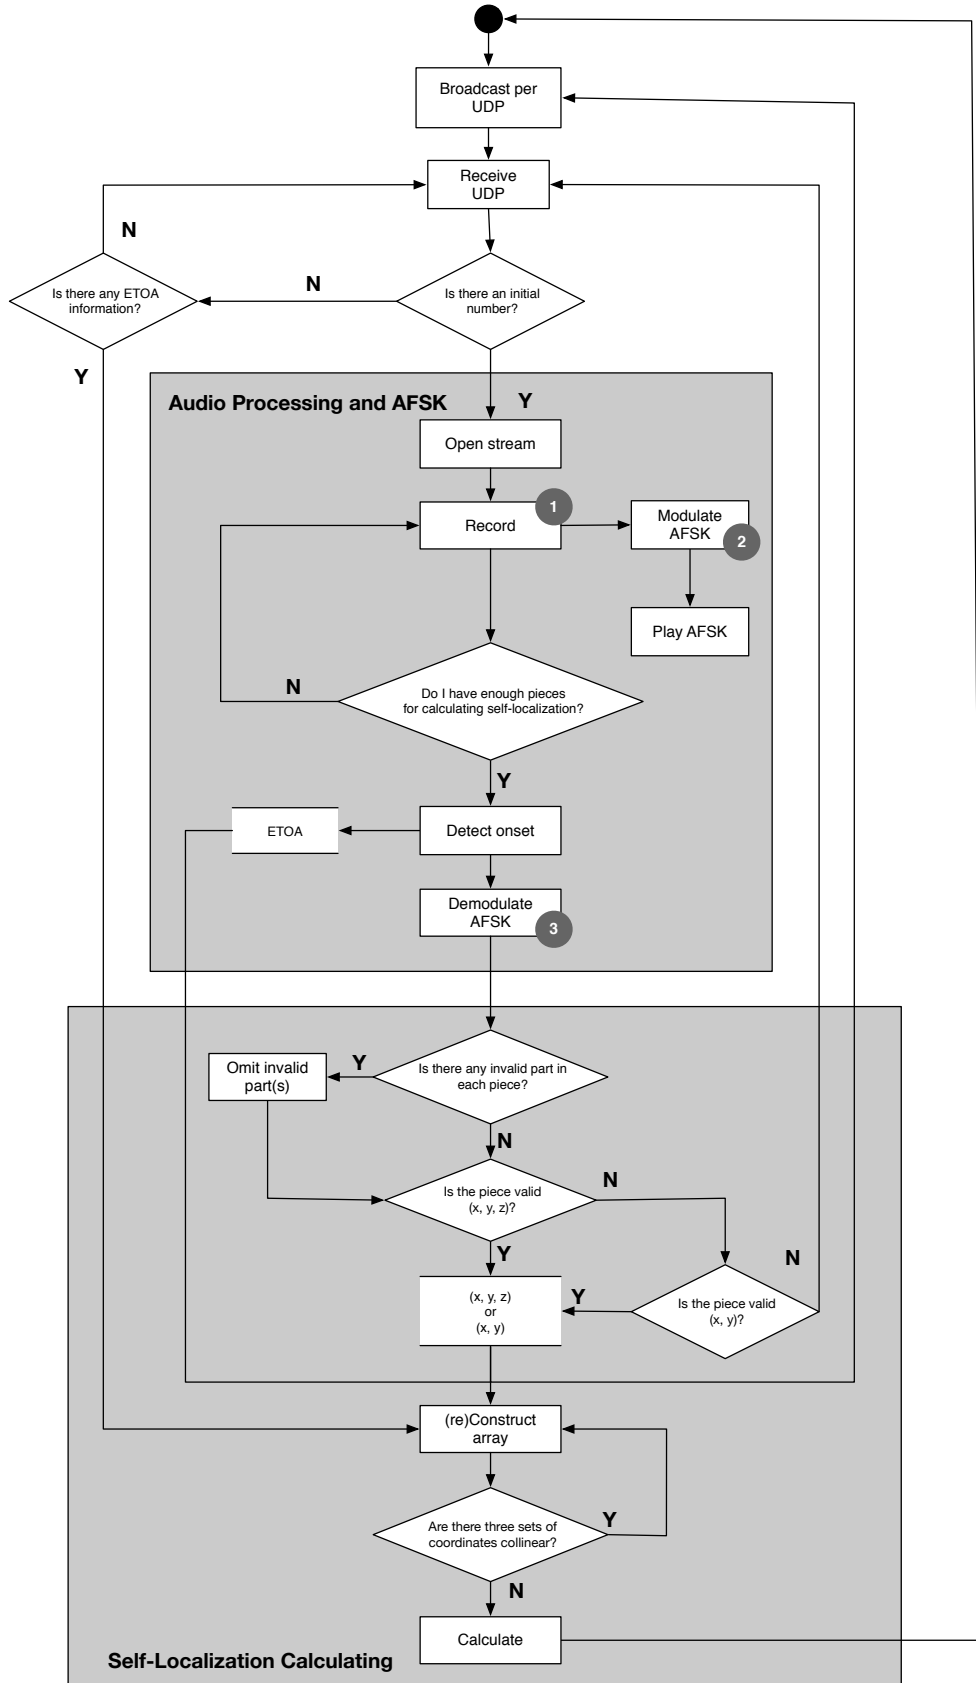 Broadcast per
UDP
Receive
UDP
N
Is there any ETOA
information?
N
Is there an initial
number?
Y
Audio Processing and AFSK
Y
Open stream
Record
1
Modulate
AFSK
2
Play AFSK
N
Do I have enough pieces
for calculating self-localization?
Y
ETOA
Detect onset
Demodulate
AFSK
3
Omit invalid
part(s)
Y
Is there any invalid part in
each piece?
N
Is the piece valid
(x, y, z)?
N
Y
N
(x, y, z)
or
(x, y)
Y
Is the piece valid
(x, y)?
(re)Construct
array
Are there three sets of
coordinates collinear?
Y
N
Calculate
Self-Localization Calculating